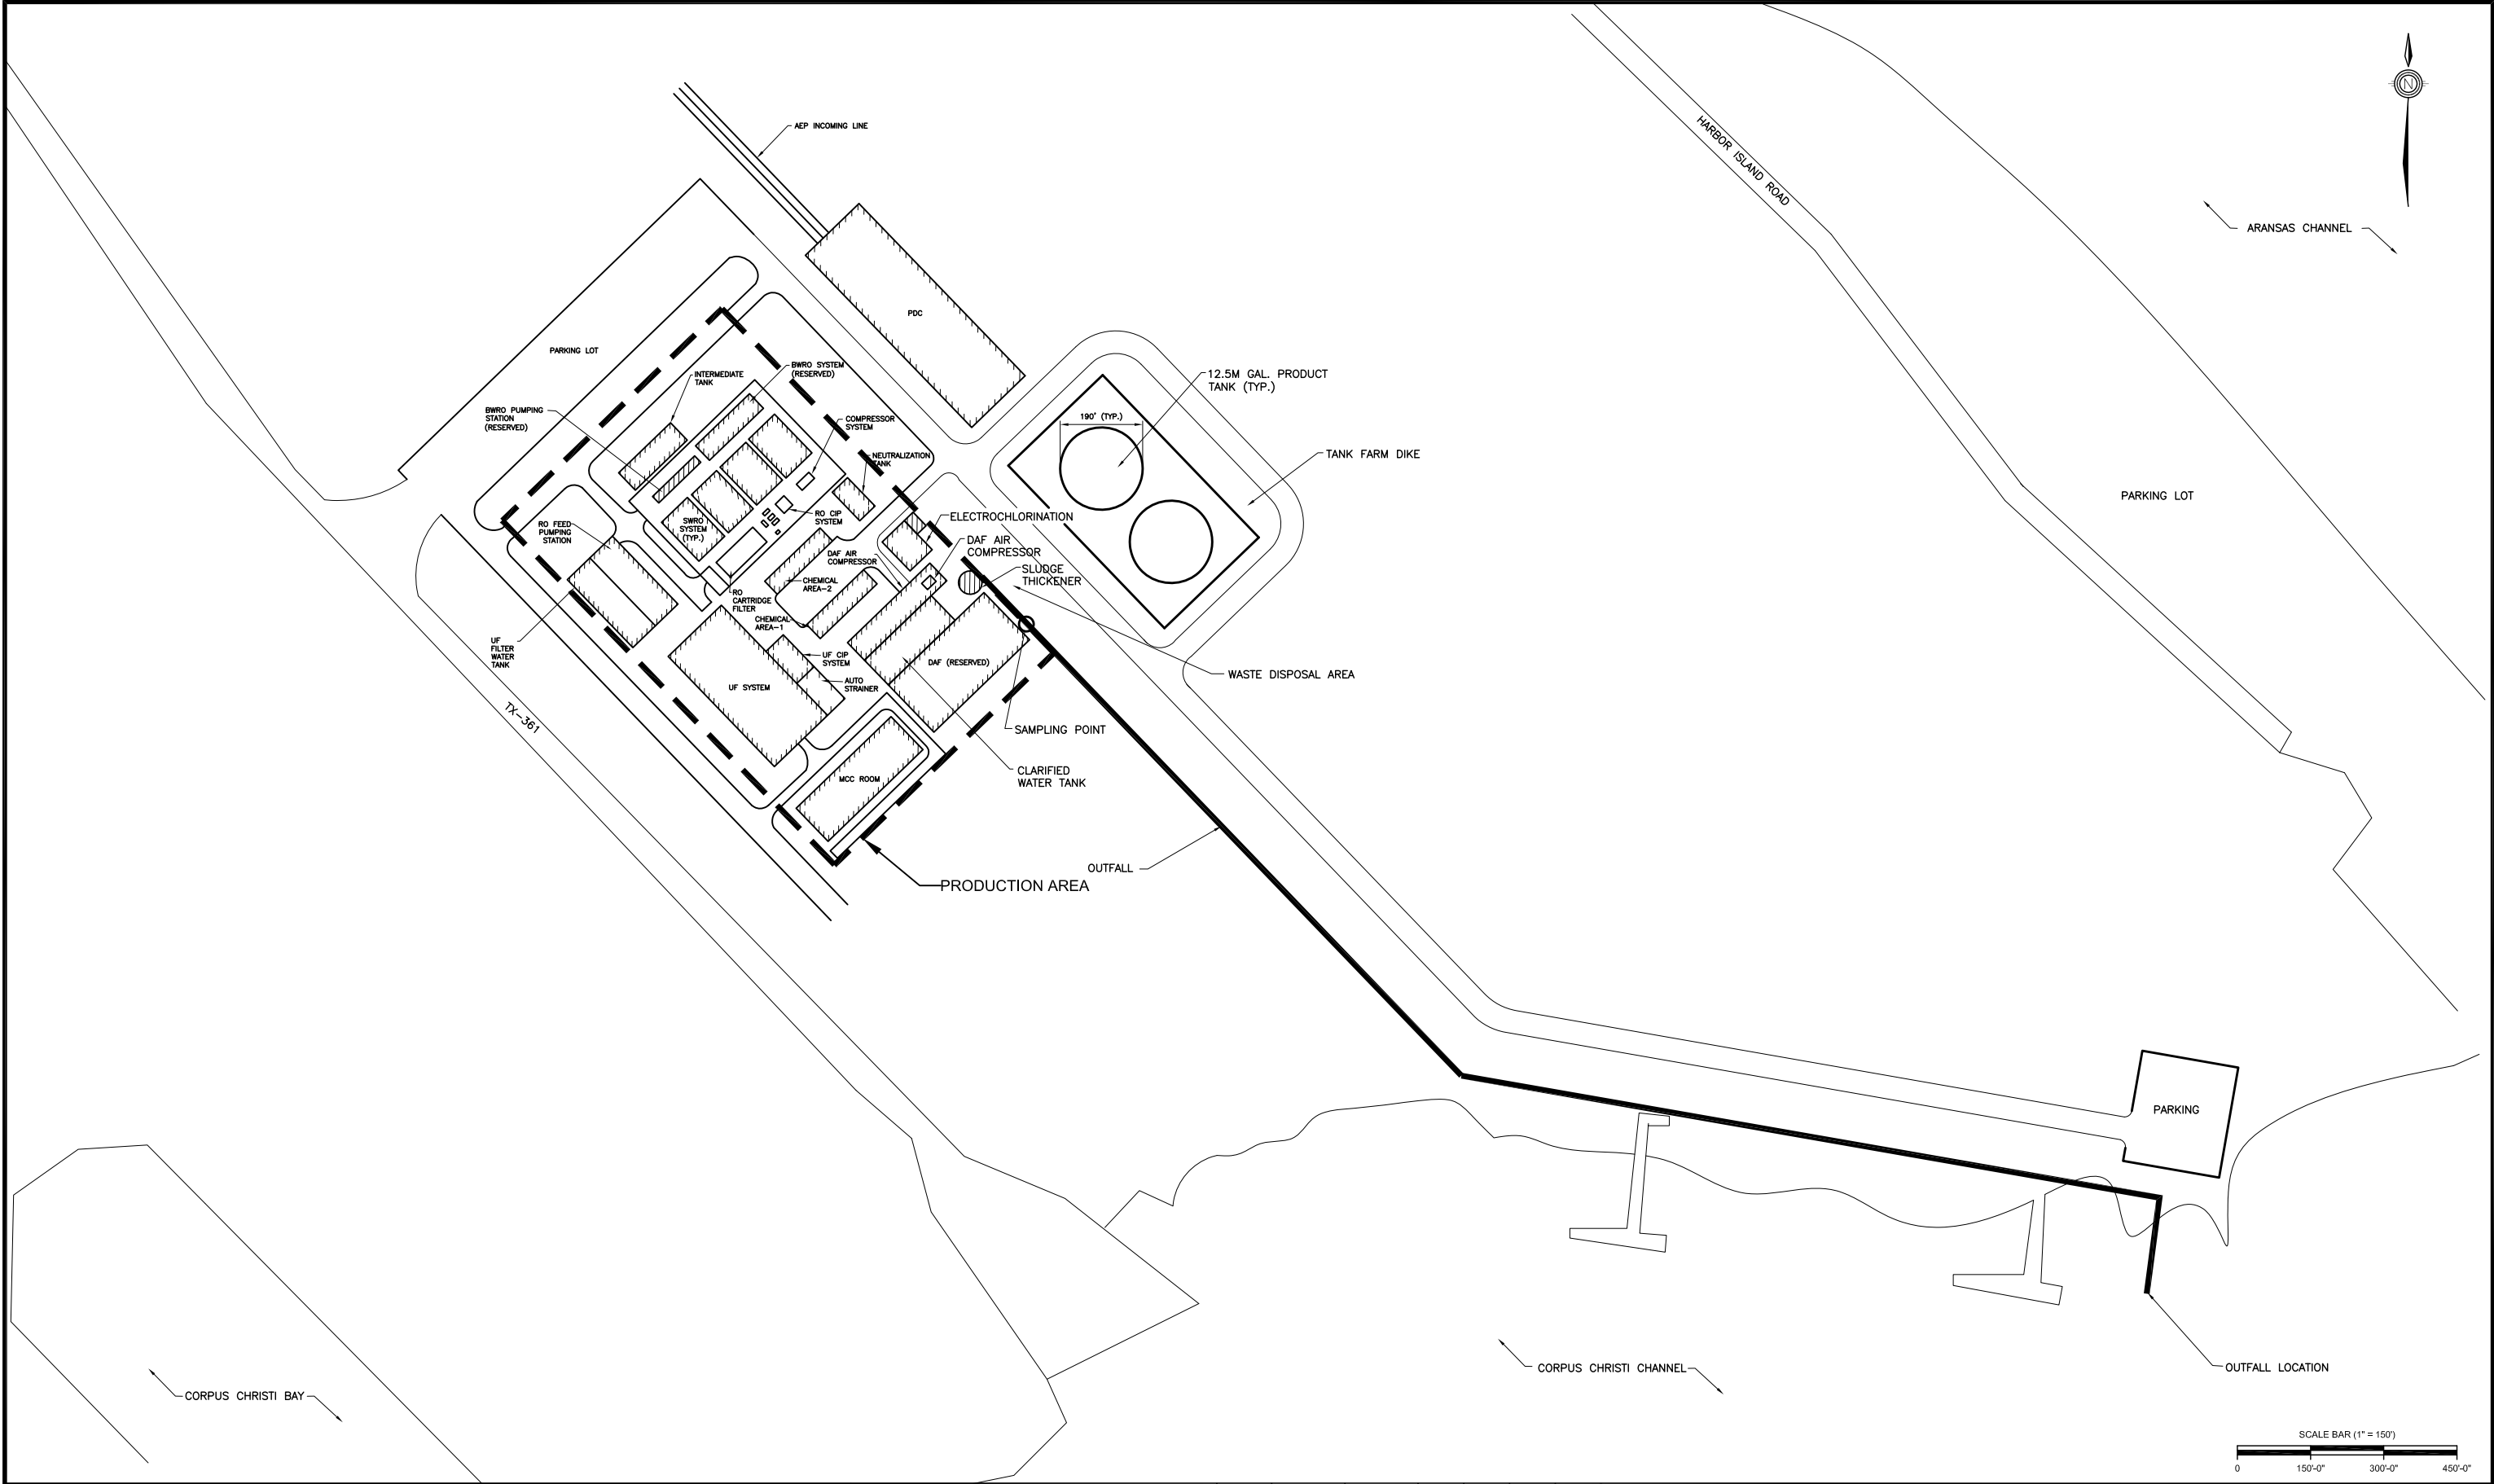 AEP INCOMING LINE
HARBOR ISLAND ROAD
N
ARANSAS CHANNEL
PDC
PARKING LOT
BWRO SYSTEM
(RESERVED)
INTERMEDIATE
TANK
12.5M GAL. PRODUCT
TANK (TYP.)
BWRO PUMPING
STATION
(RESERVED)
190' (TYP.)
COMPRESSOR
SYSTEM
TANK FARM DIKE
NEUTRALIZATION
TANK
PARKING LOT
RO FEED
PUMPING
STATION
SWRO
SYSTEM
(TYP.)
RO CIP
SYSTEM
ELECTROCHLORINATION
DAF AIR
COMPRESSOR
DAF AIR
COMPRESSOR
SLUDGE
THICKENER
CHEMICAL
AREA-2
RO
CARTRIDGE
FILTER
CHEMICAL
AREA-1
UF
FILTER
WATER
TANK
UF CIP
SYSTEM
DAF (RESERVED)
WASTE DISPOSAL AREA
AUTO
STRAINER
UF SYSTEM
TX-361
SAMPLING POINT
CLARIFIED
WATER TANK
MCC ROOM
OUTFALL
PRODUCTION AREA
PARKING
CORPUS CHRISTI CHANNEL
OUTFALL LOCATION
CORPUS CHRISTI BAY
SCALE BAR (1" = 150')
0 150'-0" 300'-0" 450'-0"